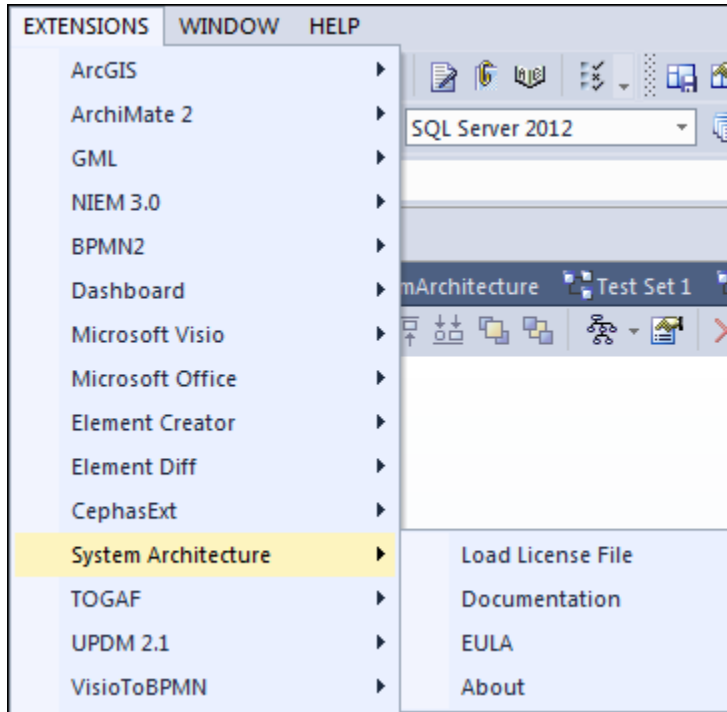 EXTENSIONS WINDOW HELP
ArcGIS
ArchiMate 2
SQL Server 2012
GML
NIEM 3.0
BPMN2
Dashboard
mArchitecture Test Set 1
Microsoft Visio
Microsoft Office
Element Creator
Element Diff
CephasExt
System Architecture
Load License File
TOGAF
Documentation
UPDM 2.1
EULA
VisioToBPMN
About